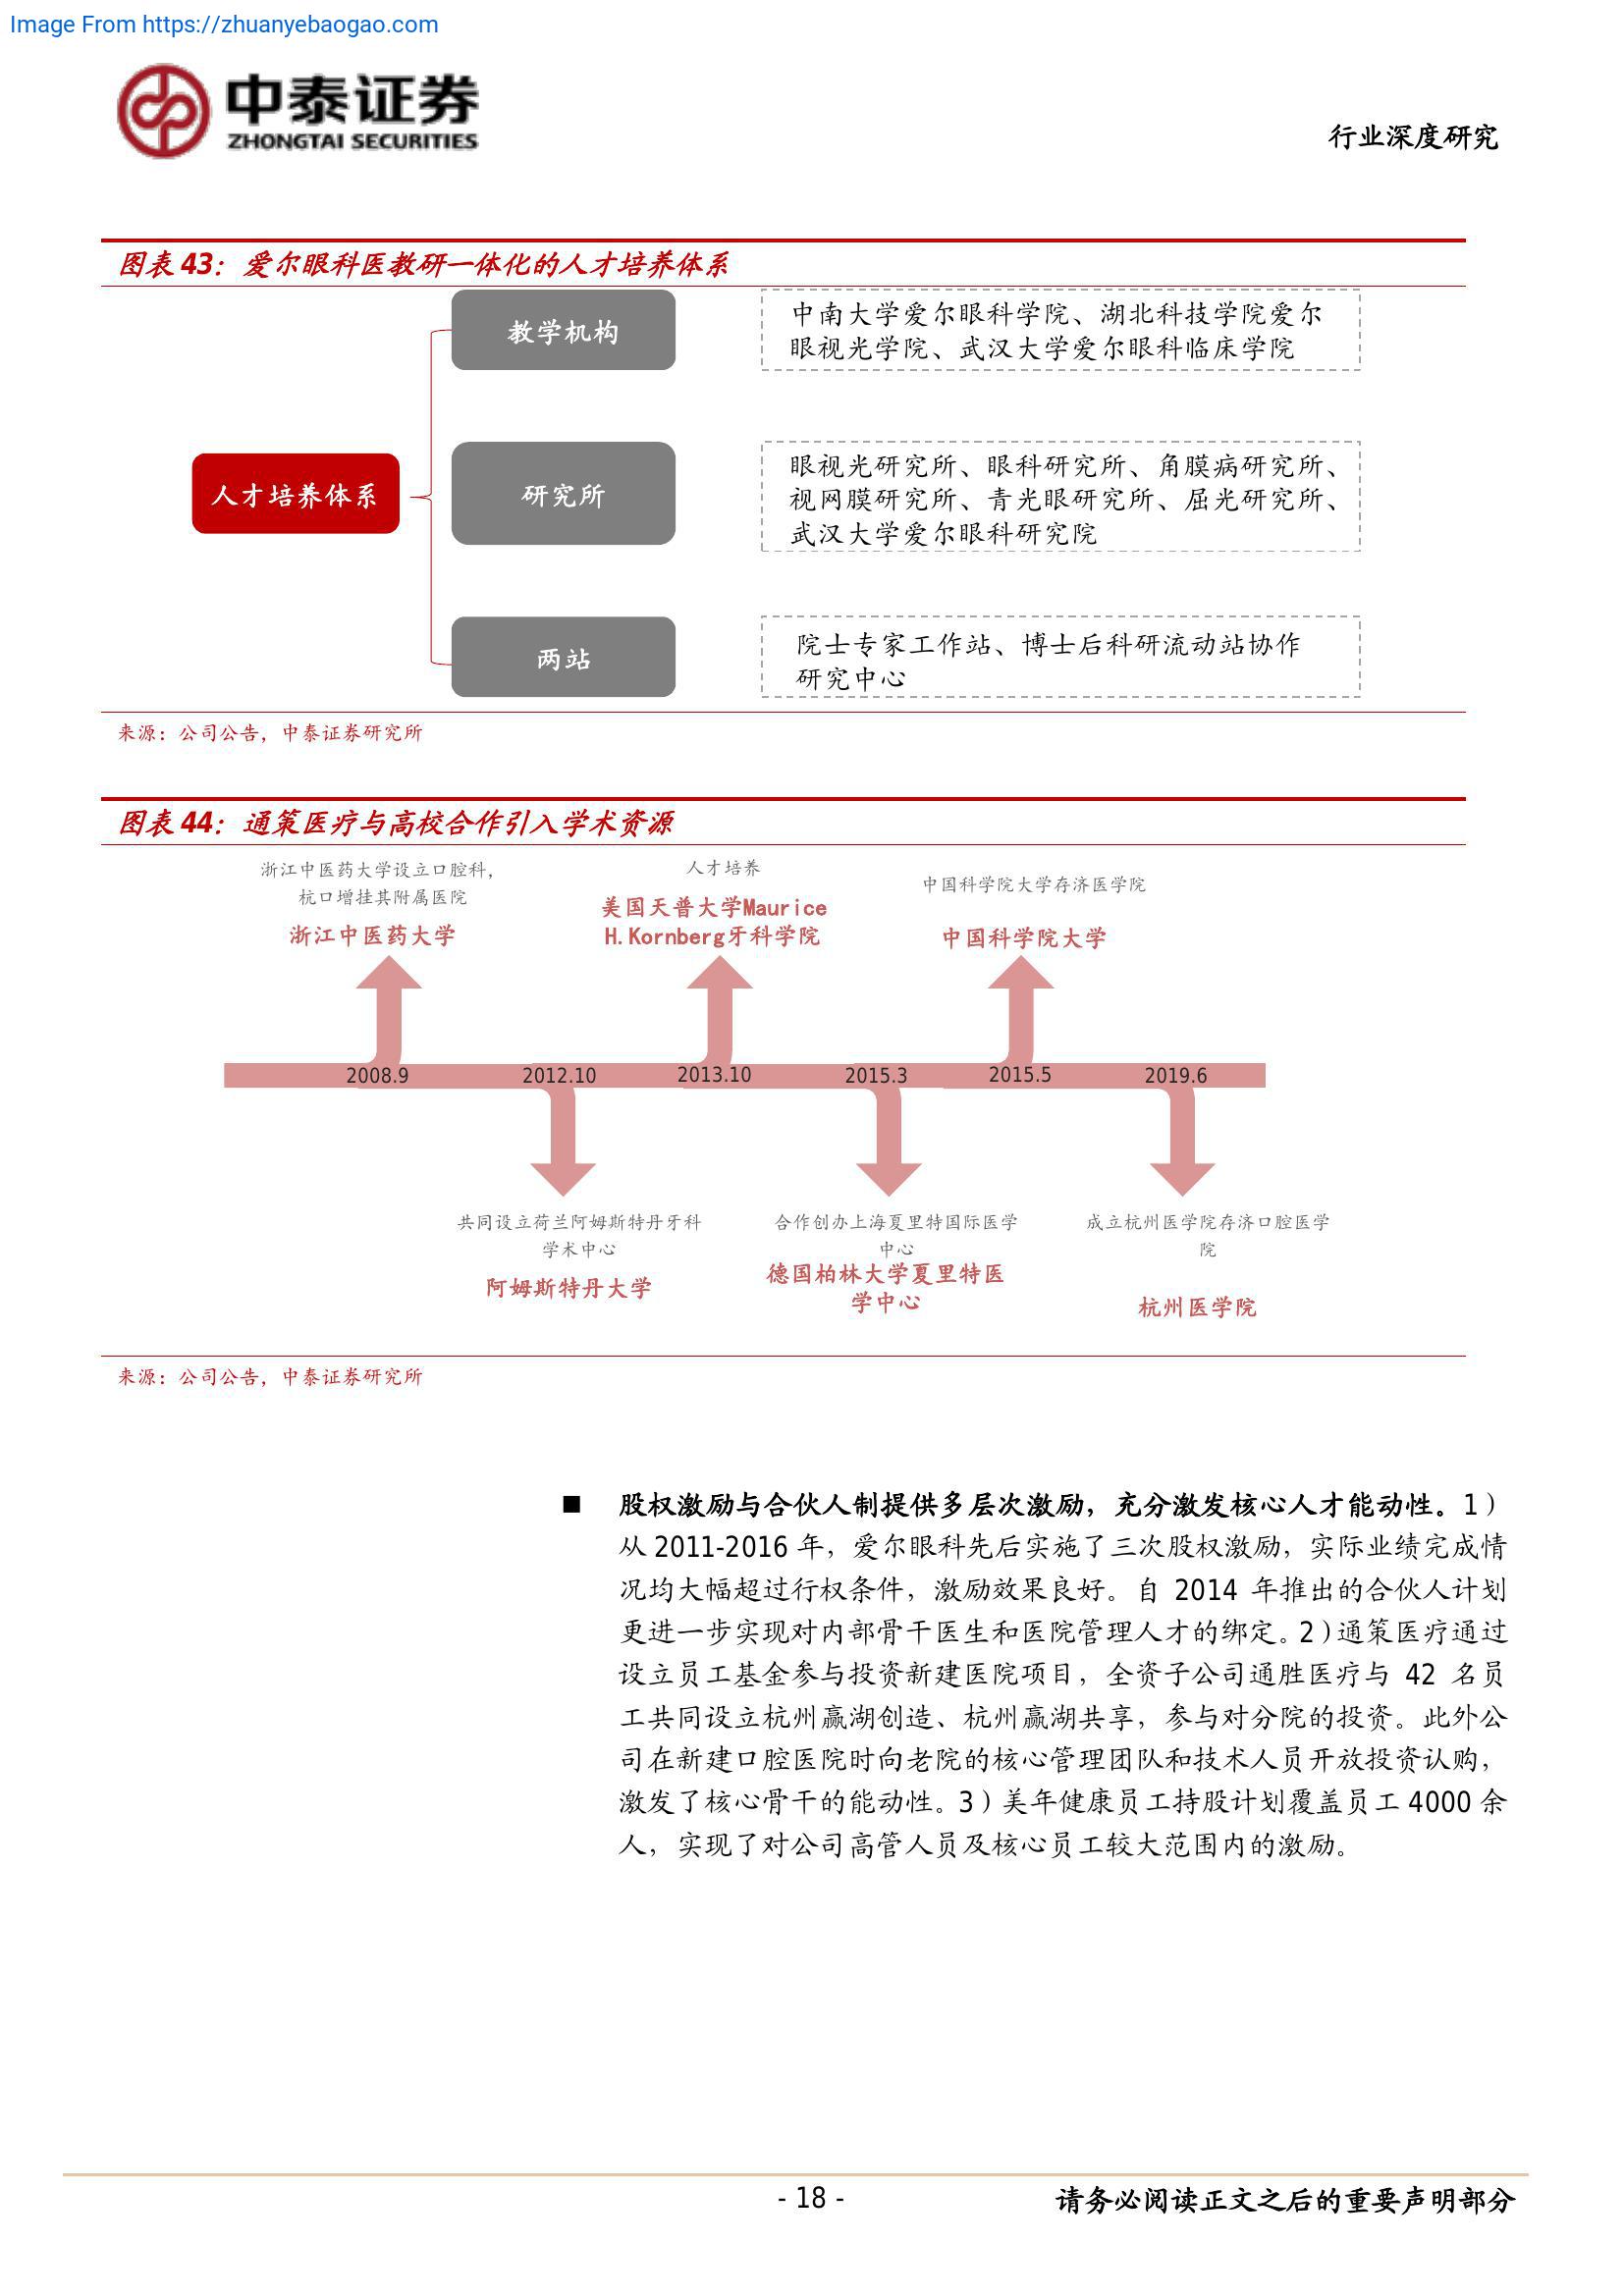 Image From https://zhuanyebaogao.com
中泰证券
ZHONGTAI SECURITIES
行业深度研究
图表 43：爱尔眼科医教研一体化的人才培养体系
教学机构
中南大学爱尔眼科学院、湖北科技学院爱尔
眼视光学院、武汉大学爱尔眼科临床学院
人才培养体系
研究所
眼视光研究所、眼科研究所、角膜病研究所、
视网膜研究所、青光眼研究所、屈光研究所、
武汉大学爱尔眼科研究院
两站
院士专家工作站、博士后科研流动站协作
研究中心
来源：公司公告，中泰证券研究所
图表 44：通策医疗与高校合作引入学术资源
浙江中医药大学设立口腔科，
杭口增挂其附属医院
浙江中医药大学
人才培养
美国天普大学Maurice
H.Kornberg牙科学院
中国科学院大学存济医学院
中国科学院大学
2008.9
2012.10
2013.10
2015.3
2015.5
2019.6
共同设立荷兰阿姆斯特丹牙科
学术中心
阿姆斯特丹大学
合作创办上海夏里特国际医学
中心
德国柏林大学夏里特医
学中心
成立杭州医学院存济口腔医学
院
杭州医学院
来源：公司公告，中泰证券研究所
■ 股权激励与合伙人制提供多层次激励，充分激发核心人才能动性。1）
从 2011-2016 年，爱尔眼科先后实施了三次股权激励，实际业绩完成情
况均大幅超过行权条件，激励效果良好。自 2014 年推出的合伙人计划
更进一步实现对内部骨干医生和医院管理人才的绑定。2）通策医疗通过
设立员工基金参与投资新建医院项目，全资子公司通胜医疗与 42 名员
工共同设立杭州赢湖创造、杭州赢湖共享，参与对分院的投资。此外公
司在新建口腔医院时向老院的核心管理团队和技术人员开放投资认购，
激发了核心骨干的能动性。3）美年健康员工持股计划覆盖员工 4000 余
人，实现了对公司高管人员及核心员工较大范围内的激励。
- 18 -
请务必阅读正文之后的重要声明部分